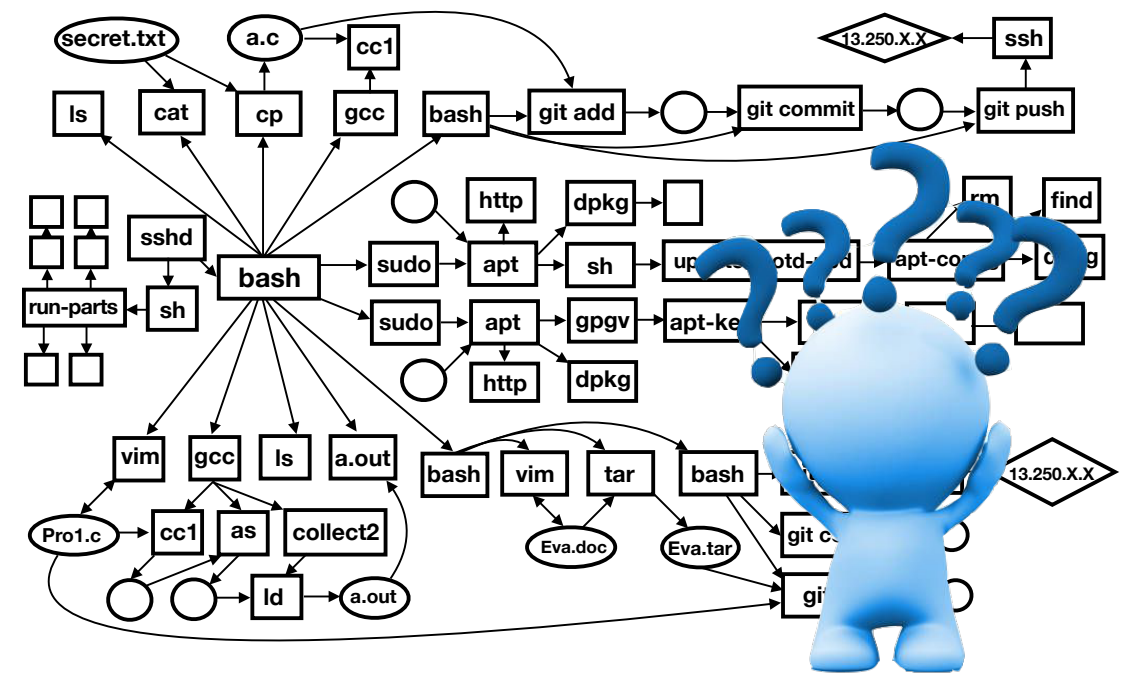 secret.txt
a.c
cc1
13.250.X.X
ssh
ls
cat
cp
gcc
bash
git add
git commit
git push
http
dpkg
rm
find
sshd
bash
sudo
apt
sh
run-parts
sh
sudo
apt
gpgv
http
dpkg
vim
gcc
ls
a.out
bash
vim
tar
bash
13.250.X.X
Pro1.c
cc1
as
collect2
Eva.doc
Eva.tar
ld
a.out